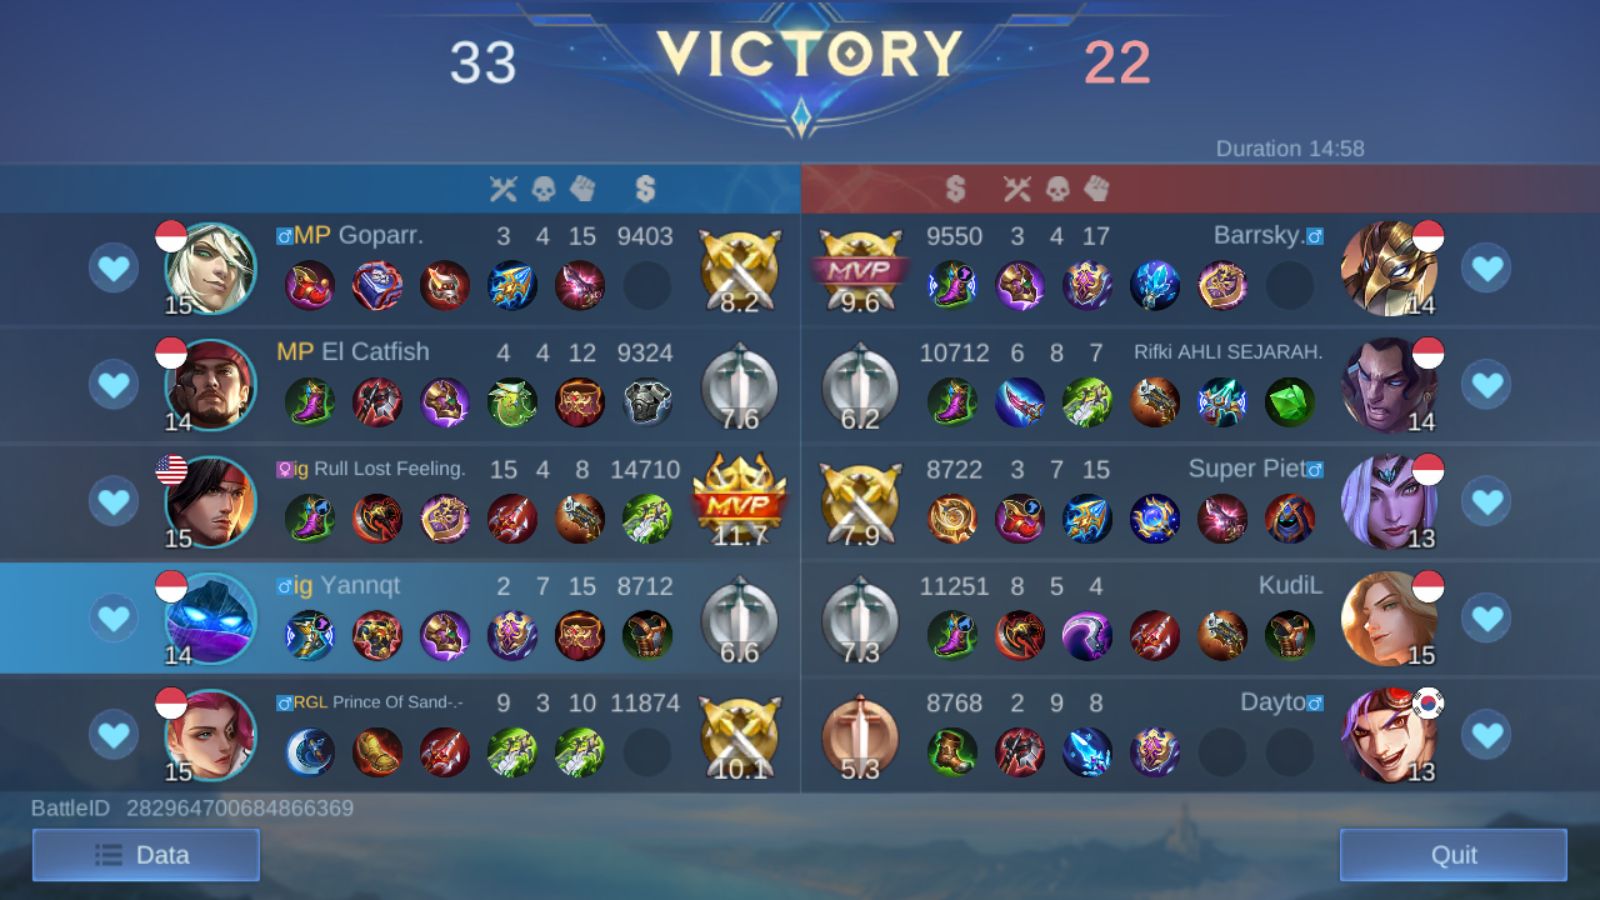 33 VICTORY 22
Duration 14:58
MP Goparr. 3 4 15 9403
15 8.2
MP El Catfish 4 4 12 9324
14 7.6
ig Rull Lost Feeling. 15 4 8 14710
MVP
15 11.7
ig Yannqt 2 7 15 8712
14 6.6
RGL Prince Of Sand-.- 9 3 10 11874
15 10.1
9550 3 4 17 Barrsky.
MVP
9.6 14
10712 6 8 7 Rifki AHLI SEJARAH.
6.2 14
8722 3 7 15 Super Piet
7.9 13
11251 8 5 4 KudiL
7.3 15
8768 2 9 8 Dayto
5.3 13
BattleID 282964700684866369
Data
Quit